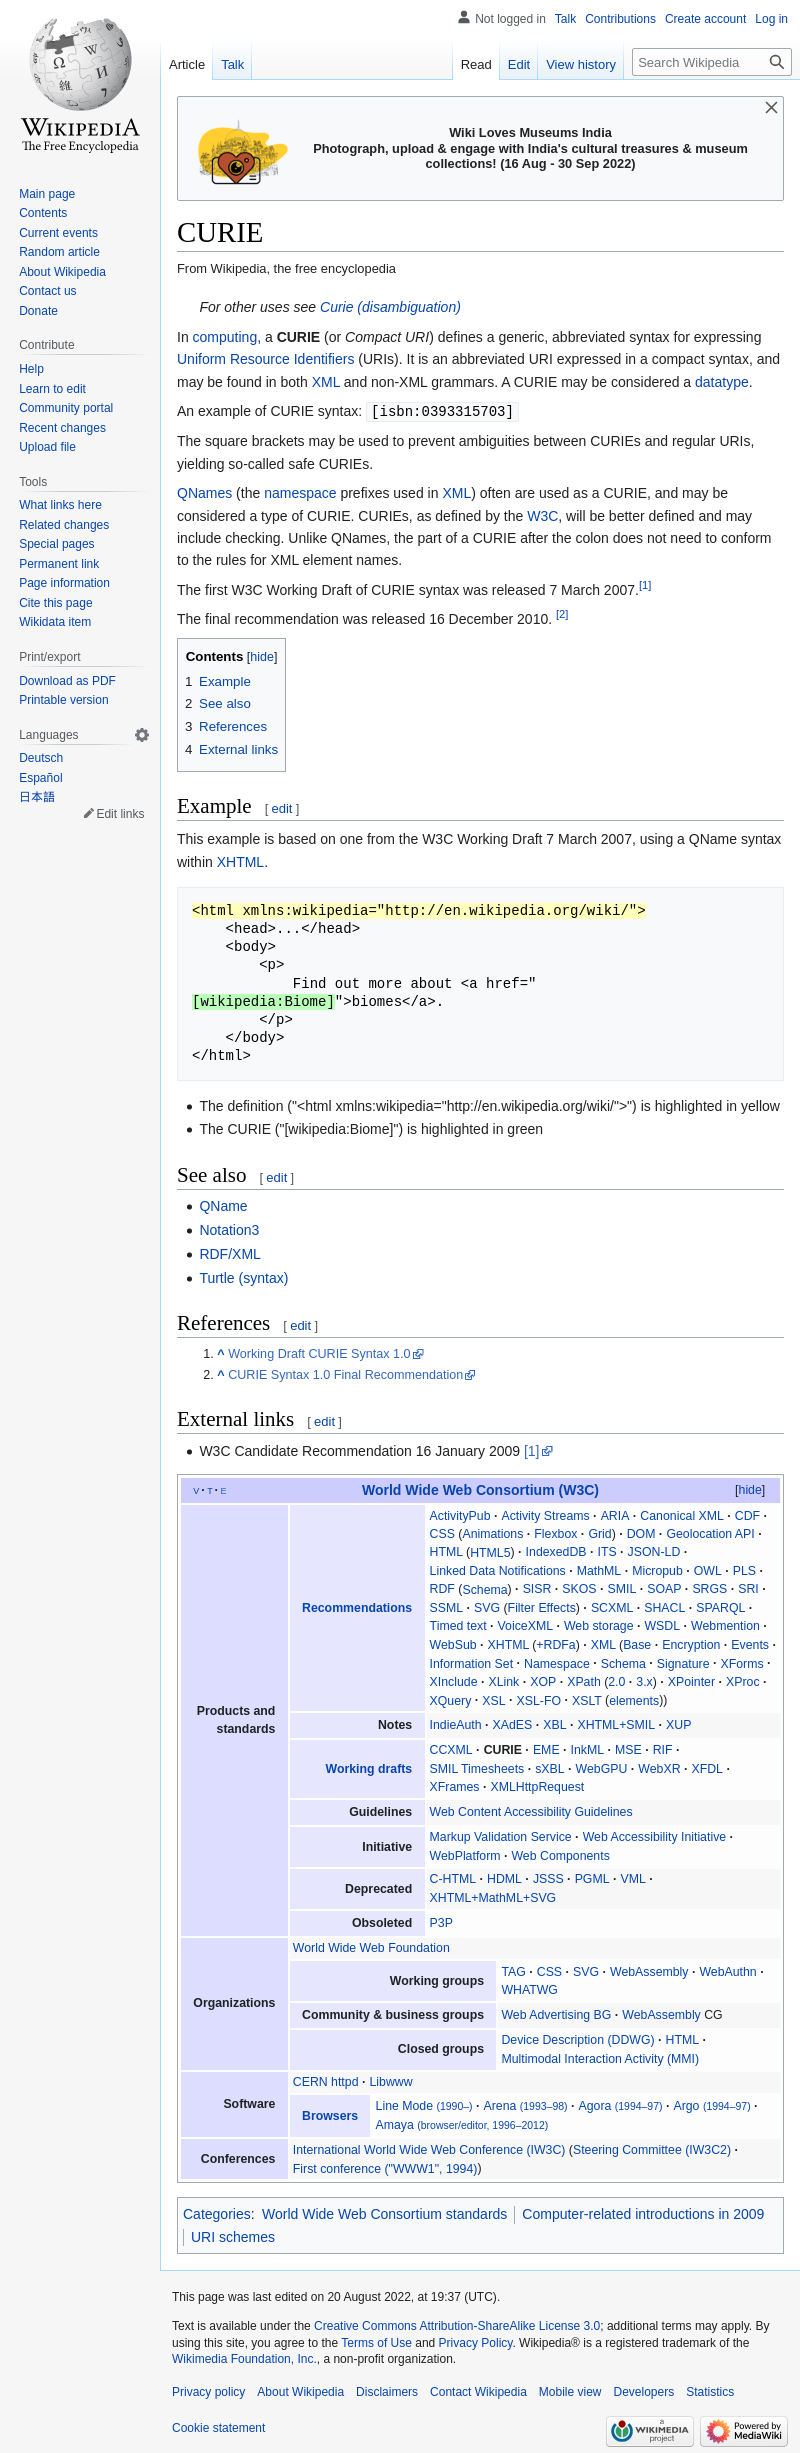 Not logged in Talk Contributions Create account Log in
Article Talk Read Edit View history Search Wikipedia
WIKIPEDIA
The Free Encyclopedia
Main page
Contents
Current events
Random article
About Wikipedia
Contact us
Donate
Contribute
Help
Learn to edit
Community portal
Recent changes
Upload file
Tools
What links here
Related changes
Special pages
Permanent link
Page information
Cite this page
Wikidata item
Print/export
Download as PDF
Printable version
Languages
Deutsch
Español
日本語
Edit links
Wiki Loves Museums India
Photograph, upload & engage with India's cultural treasures & museum
collections! (16 Aug - 30 Sep 2022)
CURIE
From Wikipedia, the free encyclopedia
For other uses see Curie (disambiguation)
In computing, a CURIE (or Compact URI) defines a generic, abbreviated syntax for expressing
Uniform Resource Identifiers (URIs). It is an abbreviated URI expressed in a compact syntax, and
may be found in both XML and non-XML grammars. A CURIE may be considered a datatype.
An example of CURIE syntax: [isbn:0393315703]
The square brackets may be used to prevent ambiguities between CURIEs and regular URIs,
yielding so-called safe CURIEs.
QNames (the namespace prefixes used in XML) often are used as a CURIE, and may be
considered a type of CURIE. CURIEs, as defined by the W3C, will be better defined and may
include checking. Unlike QNames, the part of a CURIE after the colon does not need to conform
to the rules for XML element names.
The first W3C Working Draft of CURIE syntax was released 7 March 2007.[1]
The final recommendation was released 16 December 2010. [2]
Contents [hide]
1 Example
2 See also
3 References
4 External links
Example [ edit ]
This example is based on one from the W3C Working Draft 7 March 2007, using a QName syntax
within XHTML.
<html xmlns:wikipedia="http://en.wikipedia.org/wiki/">
<head>...</head>
<body>
<p>
Find out more about <a href="
[wikipedia:Biome]">biomes</a>.
</p>
</body>
</html>
• The definition ("<html xmlns:wikipedia="http://en.wikipedia.org/wiki/">") is highlighted in yellow
• The CURIE ("[wikipedia:Biome]") is highlighted in green
See also [ edit ]
• QName
• Notation3
• RDF/XML
• Turtle (syntax)
References [ edit ]
1. ^ Working Draft CURIE Syntax 1.0
2. ^ CURIE Syntax 1.0 Final Recommendation
External links [ edit ]
• W3C Candidate Recommendation 16 January 2009 [1]
V · T · E World Wide Web Consortium (W3C) [hide]
Products and
standards
Recommendations
ActivityPub · Activity Streams · ARIA · Canonical XML · CDF ·
CSS (Animations · Flexbox · Grid) · DOM · Geolocation API ·
HTML (HTML5) · IndexedDB · ITS · JSON-LD ·
Linked Data Notifications · MathML · Micropub · OWL · PLS ·
RDF (Schema) · SISR · SKOS · SMIL · SOAP · SRGS · SRI ·
SSML · SVG (Filter Effects) · SCXML · SHACL · SPARQL ·
Timed text · VoiceXML · Web storage · WSDL · Webmention ·
WebSub · XHTML (+RDFa) · XML (Base · Encryption · Events ·
Information Set · Namespace · Schema · Signature · XForms ·
XInclude · XLink · XOP · XPath (2.0 · 3.x) · XPointer · XProc ·
XQuery · XSL · XSL-FO · XSLT (elements))
Notes IndieAuth · XAdES · XBL · XHTML+SMIL · XUP
Working drafts
CCXML · CURIE · EME · InkML · MSE · RIF ·
SMIL Timesheets · sXBL · WebGPU · WebXR · XFDL ·
XFrames · XMLHttpRequest
Guidelines Web Content Accessibility Guidelines
Initiative
Markup Validation Service · Web Accessibility Initiative ·
WebPlatform · Web Components
Deprecated
C-HTML · HDML · JSSS · PGML · VML ·
XHTML+MathML+SVG
Obsoleted P3P
Organizations
World Wide Web Foundation
Working groups
TAG · CSS · SVG · WebAssembly · WebAuthn ·
WHATWG
Community & business groups Web Advertising BG · WebAssembly CG
Closed groups
Device Description (DDWG) · HTML ·
Multimodal Interaction Activity (MMI)
Software
CERN httpd · Libwww
Browsers
Line Mode (1990–) · Arena (1993–98) · Agora (1994–97) · Argo (1994–97) ·
Amaya (browser/editor, 1996–2012)
Conferences
International World Wide Web Conference (IW3C) (Steering Committee (IW3C2) ·
First conference ("WWW1", 1994))
Categories: World Wide Web Consortium standards | Computer-related introductions in 2009
| URI schemes
This page was last edited on 20 August 2022, at 19:37 (UTC).
Text is available under the Creative Commons Attribution-ShareAlike License 3.0; additional terms may apply. By
using this site, you agree to the Terms of Use and Privacy Policy. Wikipedia® is a registered trademark of the
Wikimedia Foundation, Inc., a non-profit organization.
Privacy policy About Wikipedia Disclaimers Contact Wikipedia Mobile view Developers Statistics
Cookie statement
a
WIKIMEDIA
project
Powered by
MediaWiki